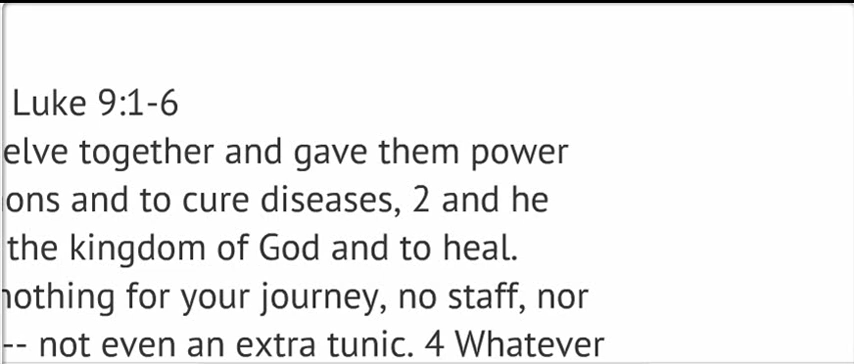 Luke 9:1-6
elve together and gave them power
ons and to cure diseases, 2 and he
the kingdom of God and to heal.
nothing for your journey, no staff, nor
-- not even an extra tunic. 4 Whatever